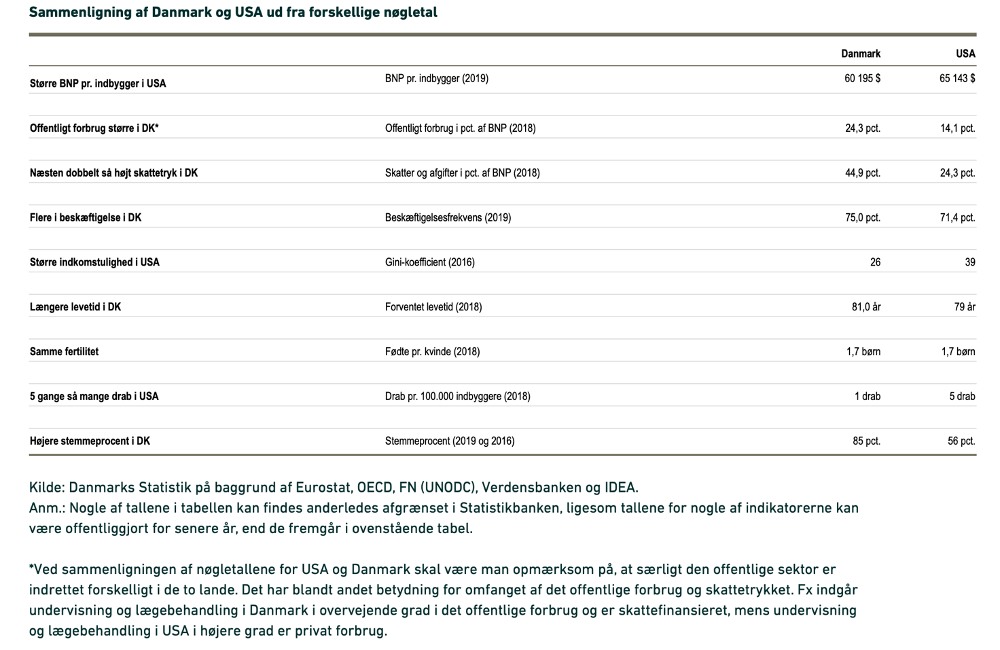 Sammenligning af Danmark og USA ud fra forskellige nøgletal
Danmark USA
Større BNP pr. indbygger i USA BNP pr. indbygger (2019) 60 195 $ 65 143 $
Offentligt forbrug større i DK* Offentligt forbrug i pct. af BNP (2018) 24,3 pct. 14,1 pct.
Næsten dobbelt så højt skattetryk i DK Skatter og afgifter i pct. af BNP (2018) 44,9 pct. 24,3 pct.
Flere i beskæftigelse i DK Beskæftigelsesfrekvens (2019) 75,0 pct. 71,4 pct.
Større indkomstulighed i USA Gini-koefficient (2016) 26 39
Længere levetid i DK Forventet levetid (2018) 81,0 år 79 år
Samme fertilitet Fødte pr. kvinde (2018) 1,7 børn 1,7 børn
5 gange så mange drab i USA Drab pr. 100.000 indbyggere (2018) 1 drab 5 drab
Højere stemmeprocent i DK Stemmeprocent (2019 og 2016) 85 pct. 56 pct.
Kilde: Danmarks Statistik på baggrund af Eurostat, OECD, FN (UNODC), Verdensbanken og IDEA.
Anm.: Nogle af tallene i tabellen kan findes anderledes afgrænset i Statistikbanken, ligesom tallene for nogle af indikatorerne kan
være offentliggjort for senere år, end de fremgår i ovenstående tabel.
*Ved sammenligningen af nøgletallene for USA og Danmark skal være man opmærksom på, at særligt den offentlige sektor er
indrettet forskelligt i de to lande. Det har blandt andet betydning for omfanget af det offentlige forbrug og skattetrykket. Fx indgår
undervisning og lægebehandling i Danmark i overvejende grad i det offentlige forbrug og er skattefinansieret, mens undervisning
og lægebehandling i USA i højere grad er privat forbrug.